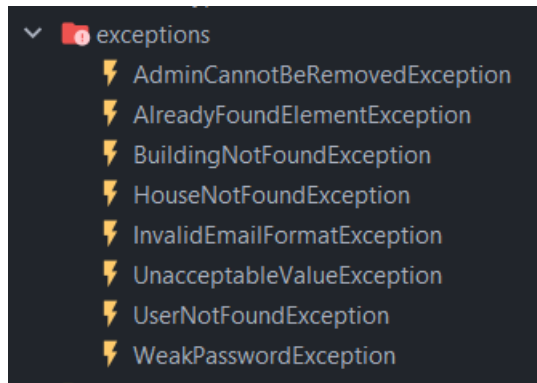 exceptions
AdminCannotBeRemovedException
AlreadyFoundElementException
BuildingNotFoundException
HouseNotFoundException
InvalidEmailFormatException
UnacceptableValueException
UserNotFoundException
WeakPasswordException